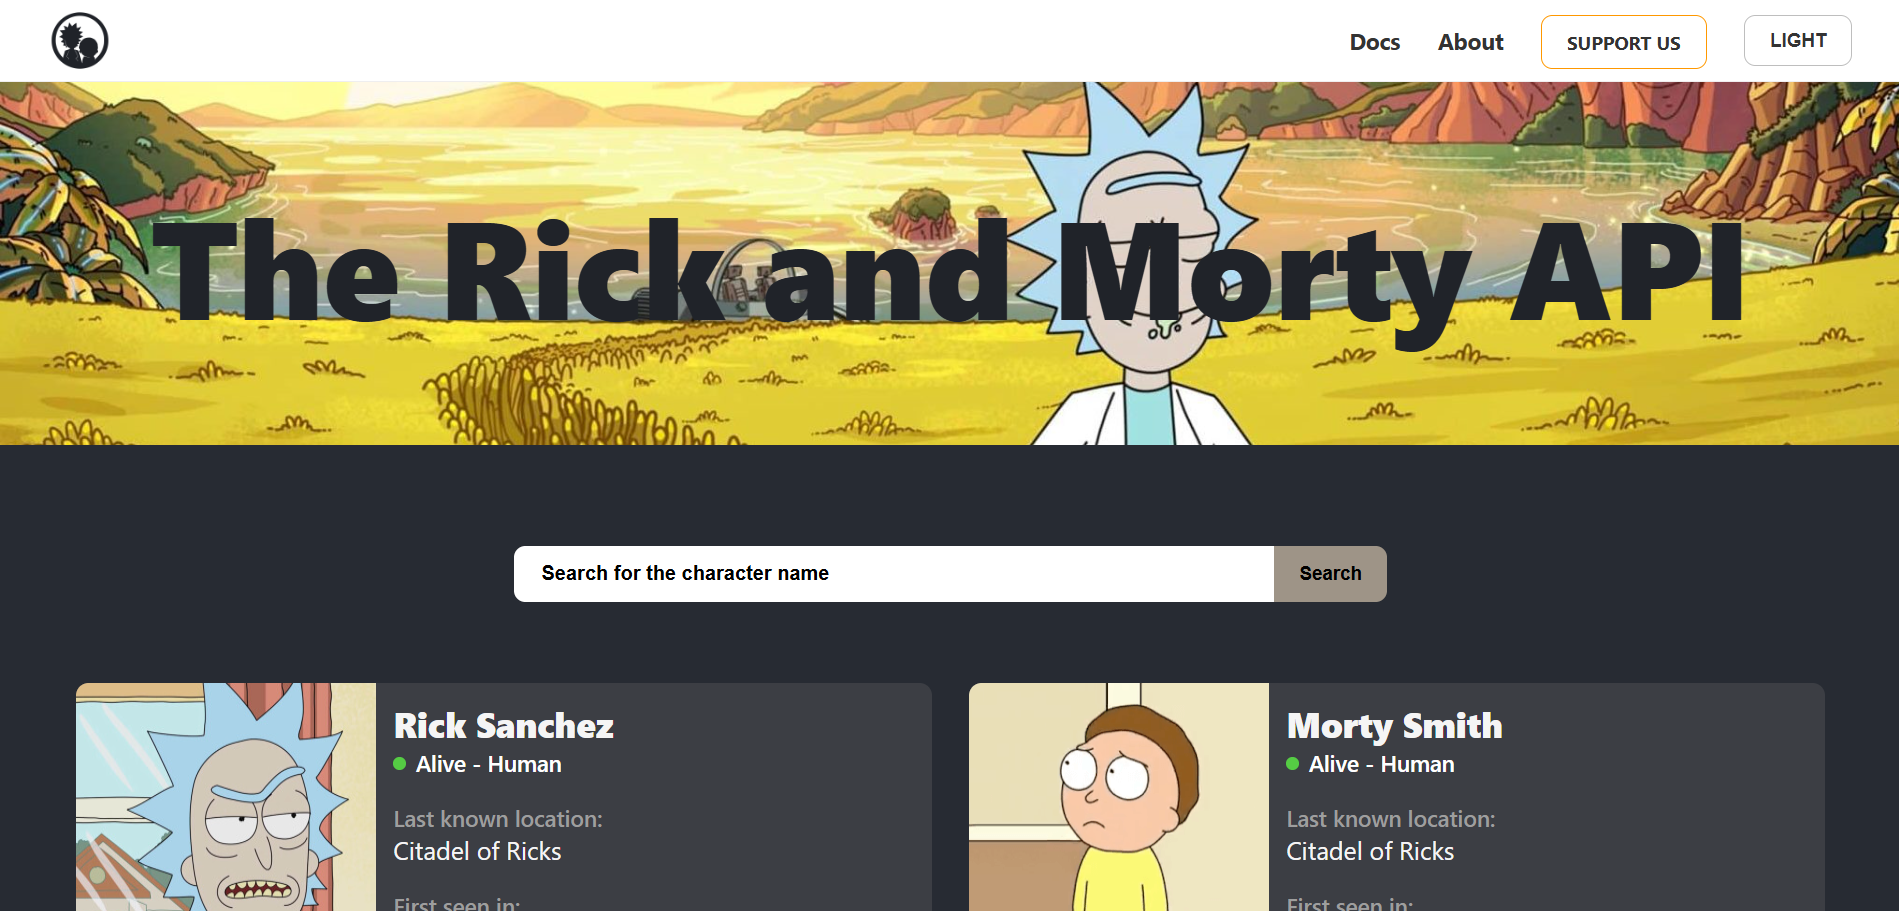 Docs About SUPPORT US LIGHT
The Rick and Morty API
Search for the character name Search
Rick Sanchez
Alive - Human
Last known location:
Citadel of Ricks
First seen in:
Morty Smith
Alive - Human
Last known location:
Citadel of Ricks
First seen in: